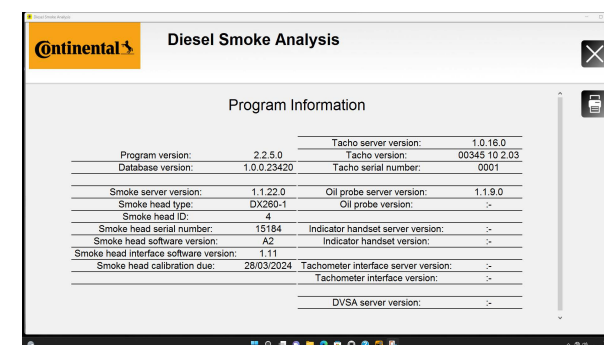 Diesel Smoke Analysis
Continental
Diesel Smoke Analysis
Program Information
Tacho server version: 1.0.16.0
Program version: 2.2.5.0 Tacho version: 00345 10 2.03
Database version: 1.0.0.23420 Tacho serial number: 0001
Smoke server version: 1.1.22.0 Oil probe server version: 1.1.9.0
Smoke head type: DX260-1 Oil probe version: :-
Smoke head ID: 4
Smoke head serial number: 15184 Indicator handset server version: :-
Smoke head software version: A2 Indicator handset version: :-
Smoke head interface software version: 1.11
Smoke head calibration due: 28/03/2024 Tachometer interface server version: :-
Tachometer interface version: :-
DVSA server version: :-